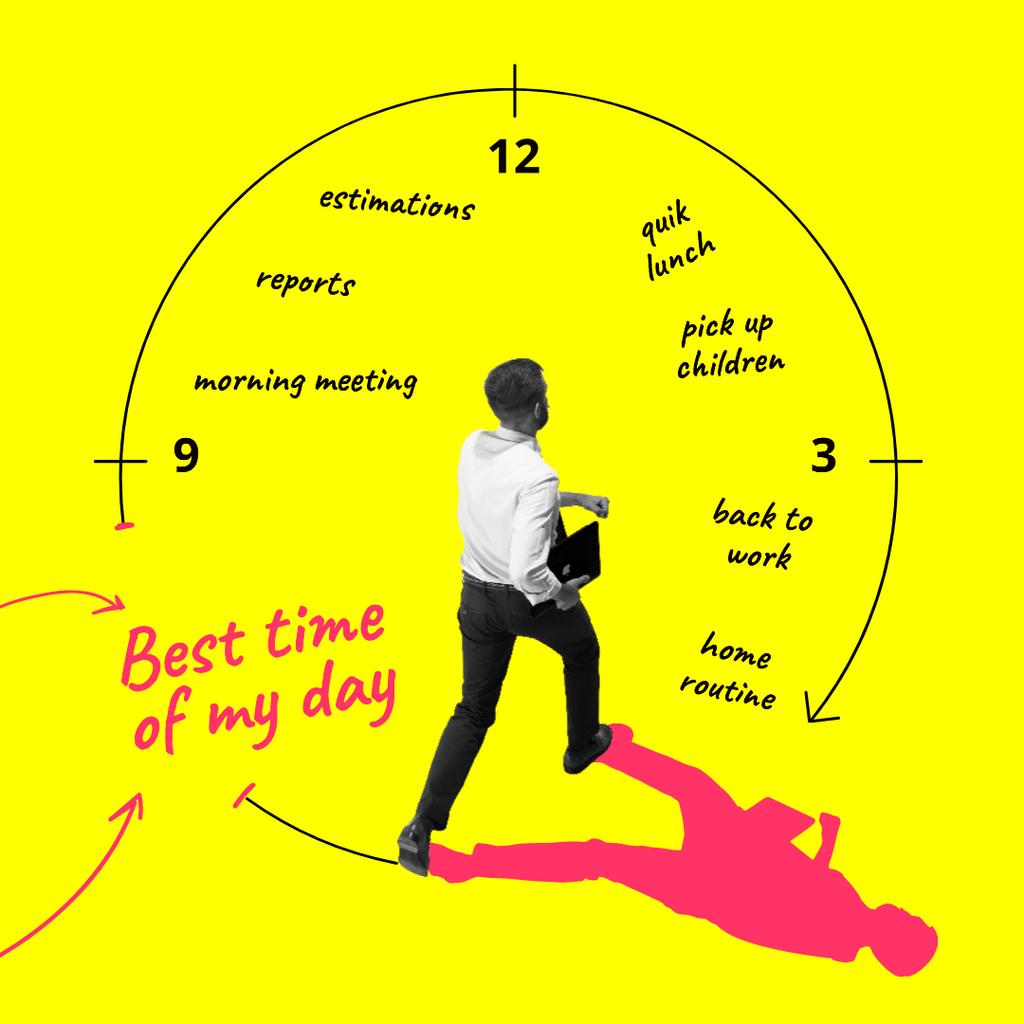 12
estimations
quik
lunch
reports
pick up
children
morning meeting
9
3
back to
work
Best time
of my day
home
routine